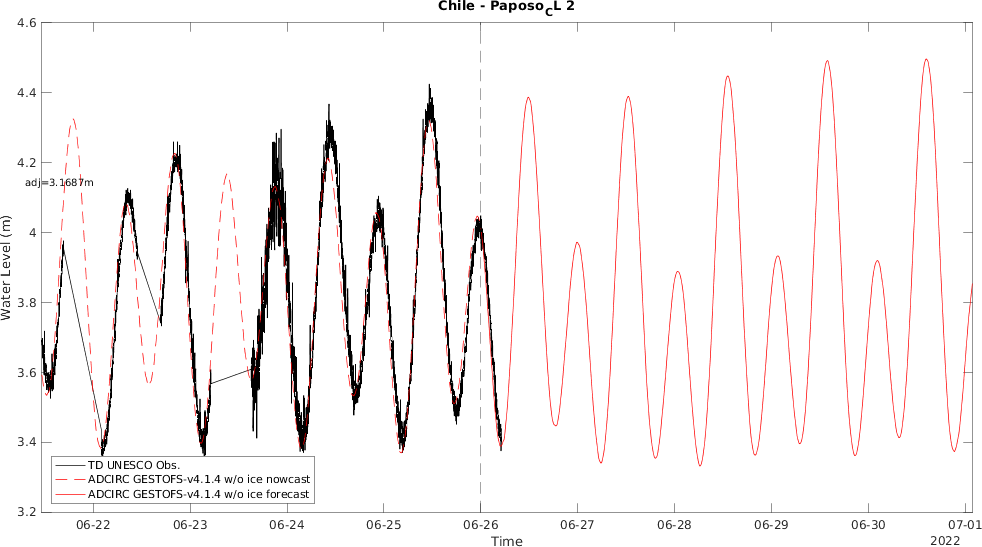 Chile - Paposo_CL 2
4.6
4.4
4.2
4
3.8
3.6
3.4
3.2
Water Level (m)
adj=3.1687m
TD UNESCO Obs.
ADCIRC GESTOFS-v4.1.4 w/o ice nowcast
ADCIRC GESTOFS-v4.1.4 w/o ice forecast
06-22 06-23 06-24 06-25 06-26 06-27 06-28 06-29 06-30 07-01
Time
2022